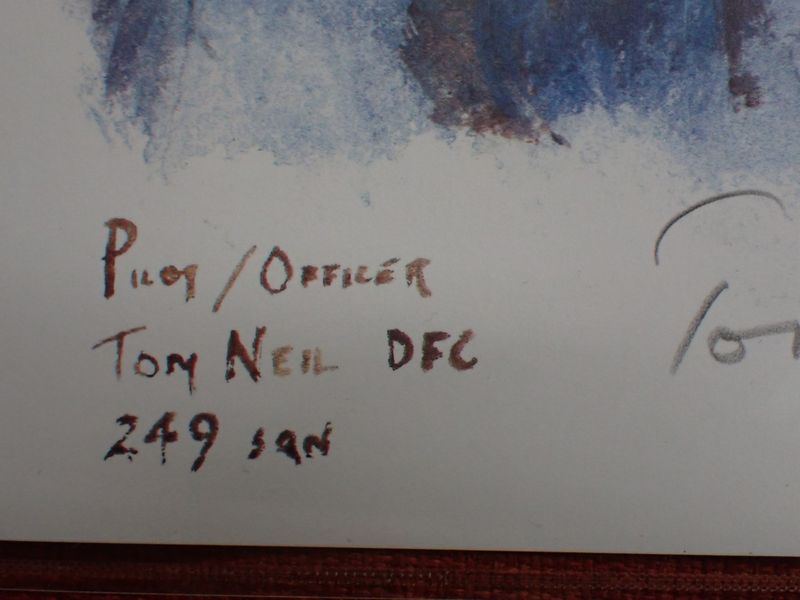 PILOT / OFFICER
TOM NEIL DFC
249 SQN